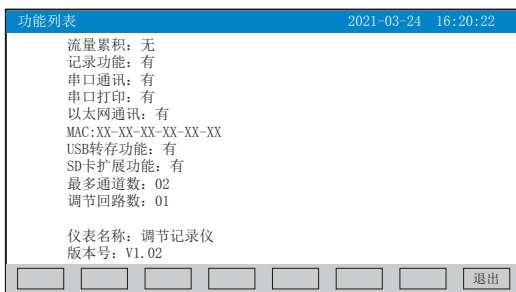 功能列表 2021-03-24 16:20:22
流量累积：无
记录功能：有
串口通讯：有
串口打印：有
以太网通讯：有
MAC:XX-XX-XX-XX-XX-XX
USB转存功能：有
SD卡扩展功能：有
最多通道数：02
调节回路数：01
仪表名称：调节记录仪
版本号：V1.02
退出